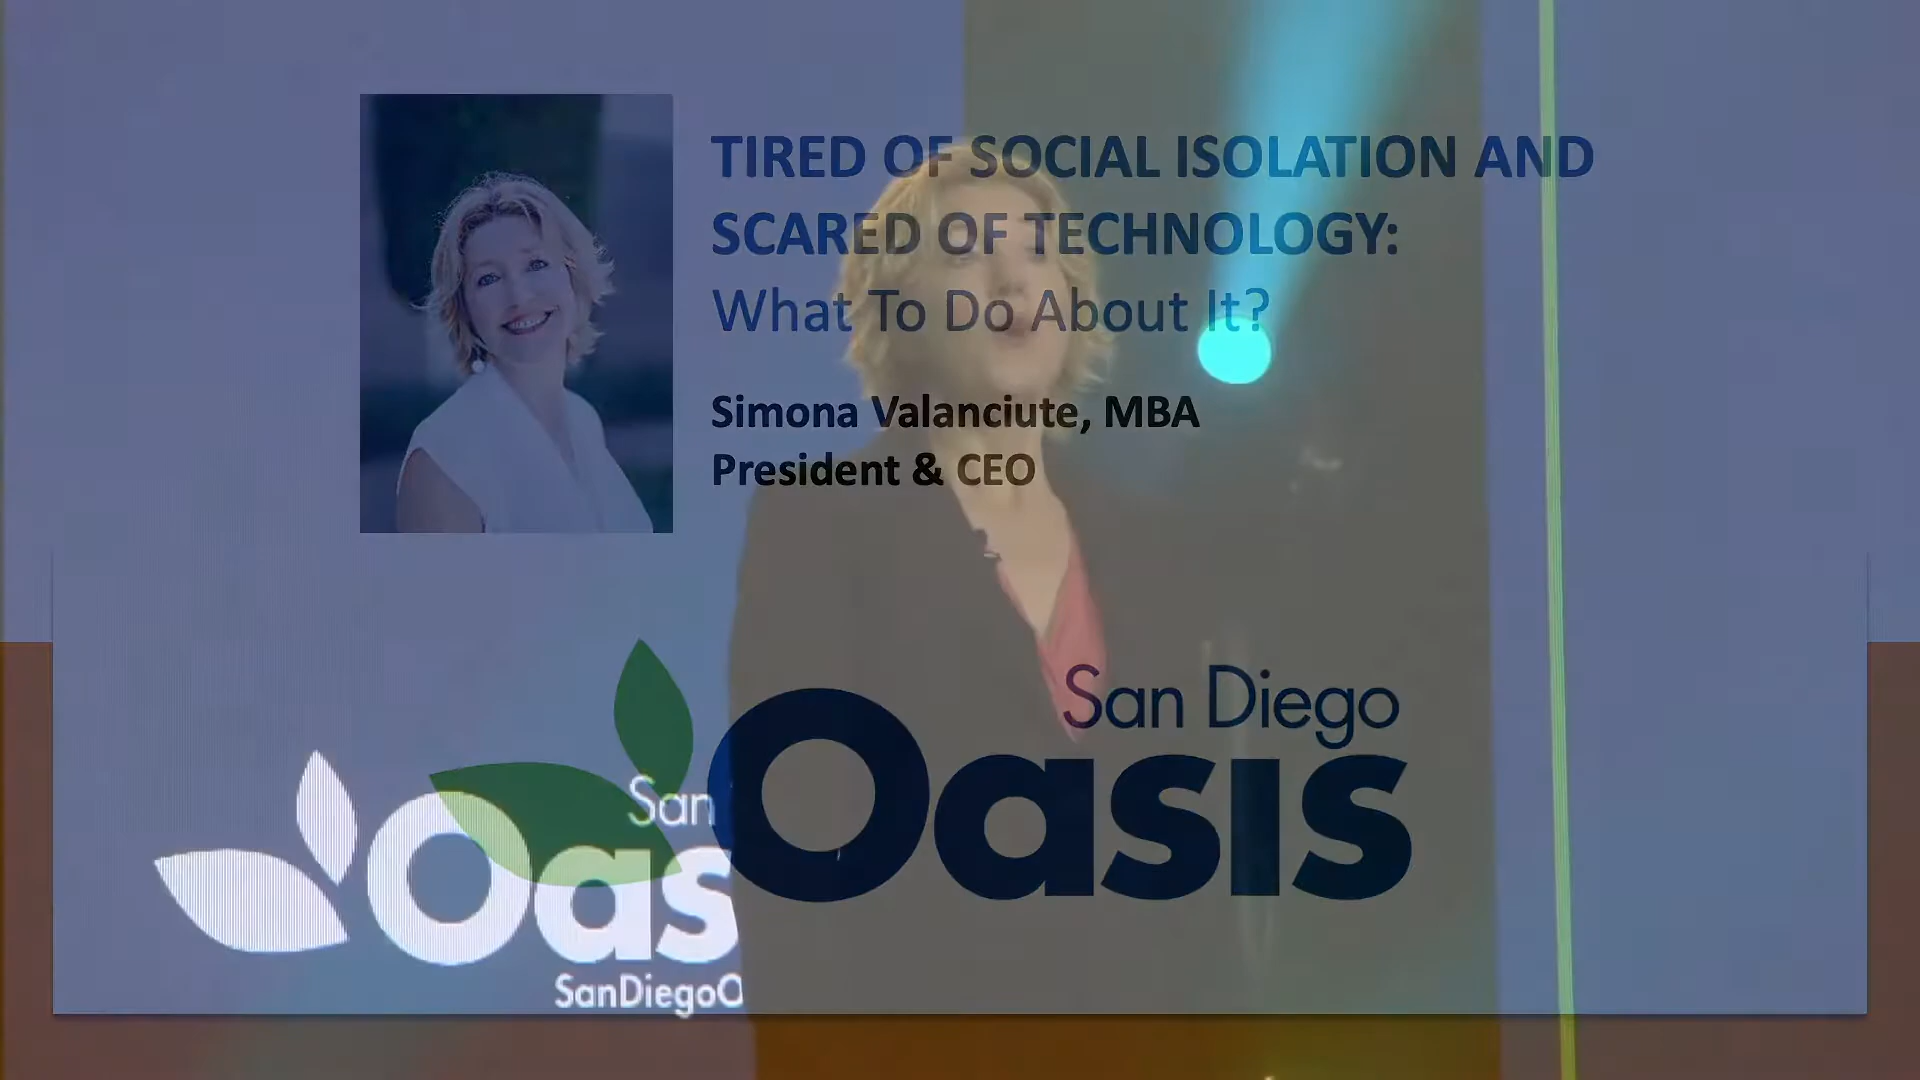 TIRED OF SOCIAL ISOLATION AND
SCARED OF TECHNOLOGY:
What To Do About It?
Simona Valanciute, MBA
President & CEO
San Diego
Oasis
San
Oas
SanDiegoO